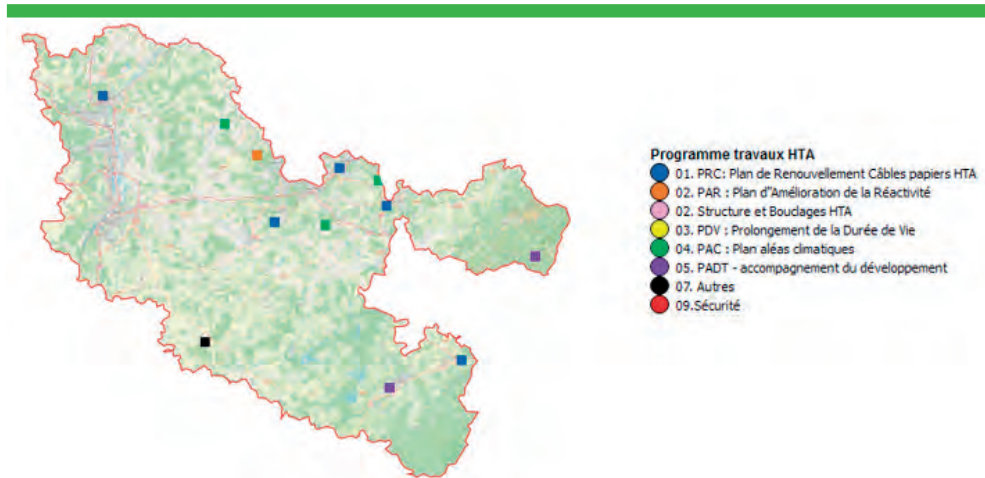 Programme travaux HTA
01. PRC: Plan de Renouvellement Câbles papiers HTA
02. PAR : Plan d"Amélioration de la Réactivité
02. Structure et Bouclages HTA
03. PDV : Prolongement de la Durée de Vie
04. PAC : Plan aléas climatiques
05. PADT - accompagnement du développement
07. Autres
09.Sécurité